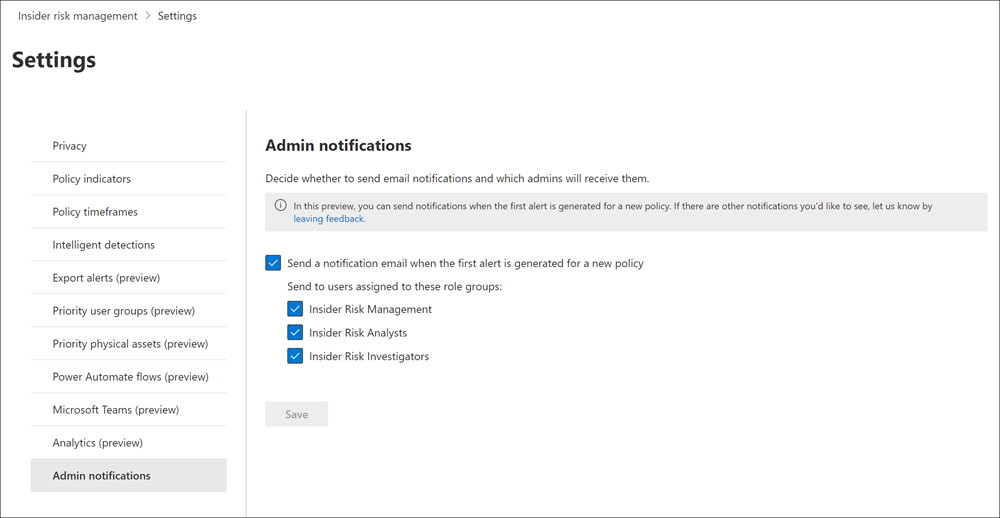 Insider risk management > Settings
Settings
Privacy
Policy indicators
Policy timeframes
Intelligent detections
Export alerts (preview)
Priority user groups (preview)
Priority physical assets (preview)
Power Automate flows (preview)
Microsoft Teams (preview)
Analytics (preview)
Admin notifications
Admin notifications
Decide whether to send email notifications and which admins will receive them.
In this preview, you can send notifications when the first alert is generated for a new policy. If there are other notifications you'd like to see, let us know by
leaving feedback.
Send a notification email when the first alert is generated for a new policy
Send to users assigned to these role groups:
Insider Risk Management
Insider Risk Analysts
Insider Risk Investigators
Save